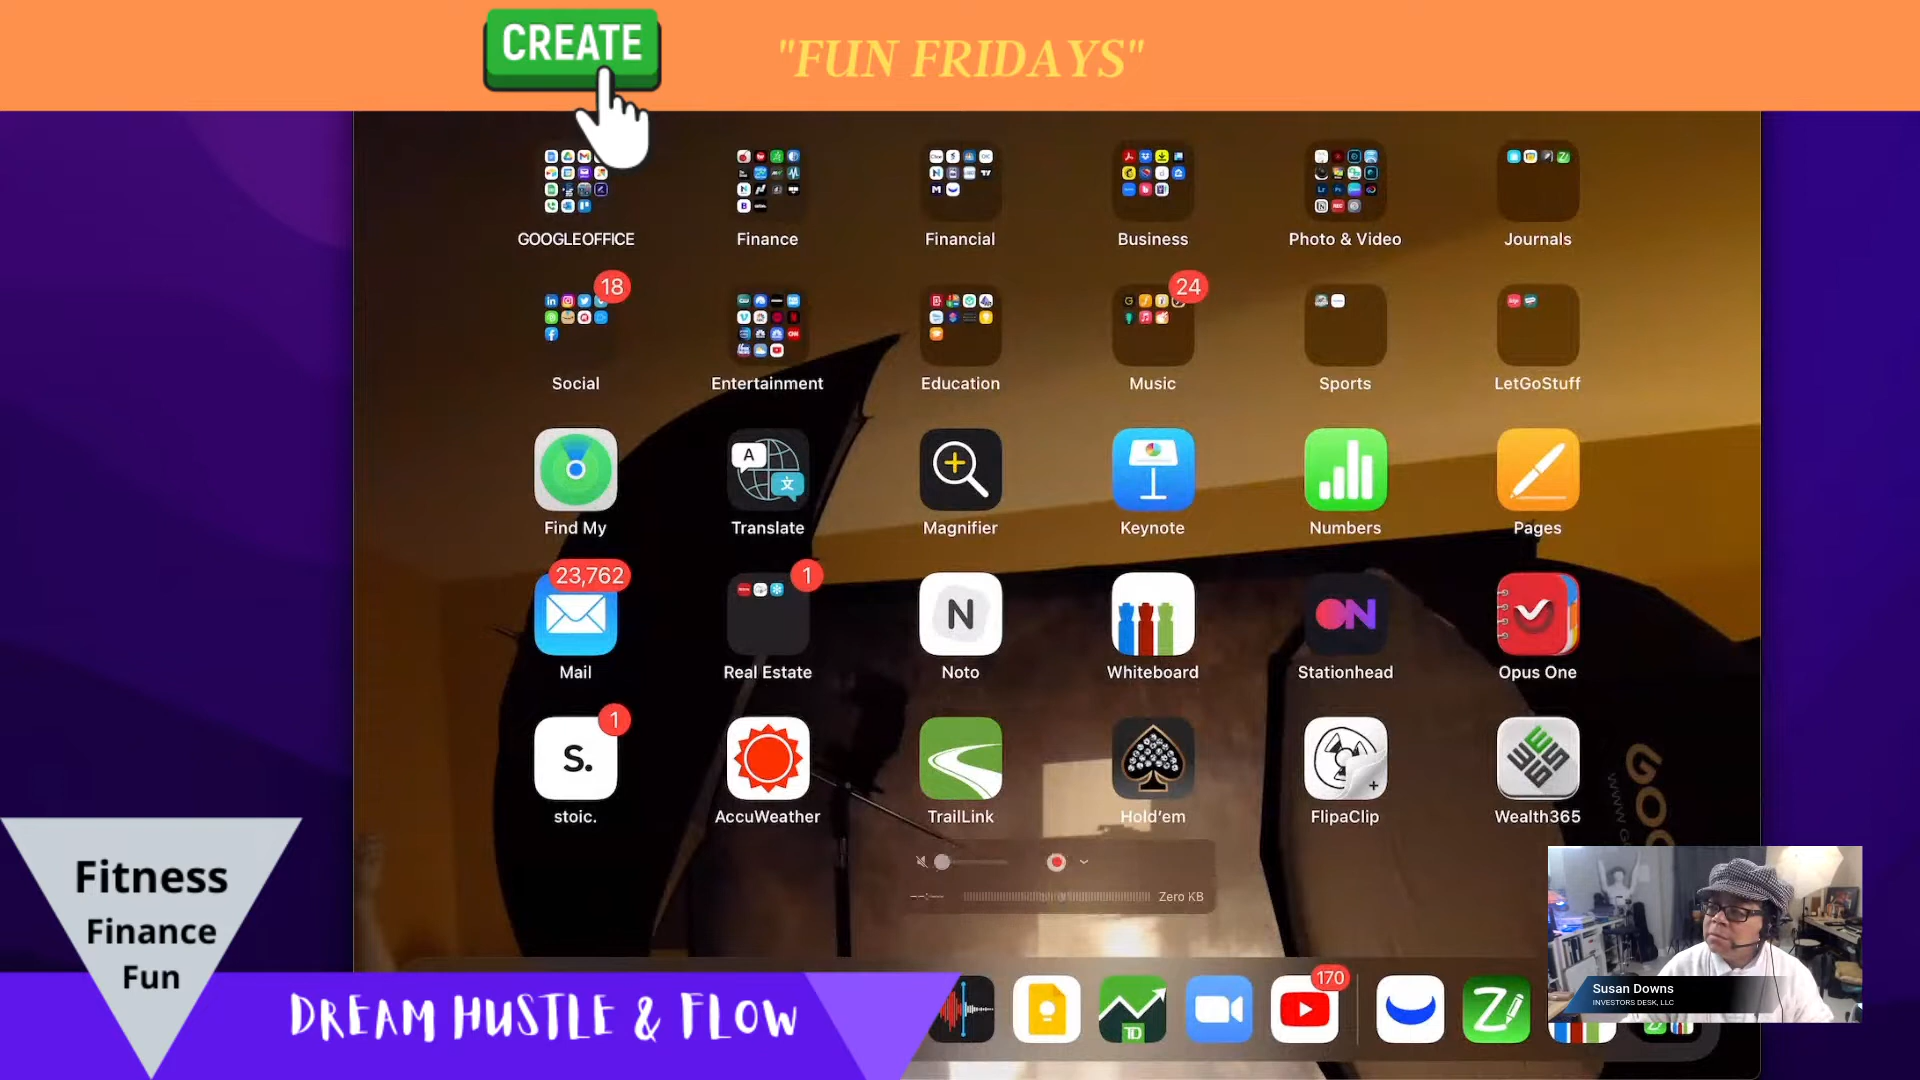 CREATE
"FUN FRIDAYS"
GOOGLEOFFICE
Finance
Financial
Business
Photo & Video
Journals
18
24
Social
Entertainment
Education
Music
Sports
LetGoStuff
A
文
Find My
Translate
Magnifier
Keynote
Numbers
Pages
23,762
1
N
ON
Mail
Real Estate
Noto
Whiteboard
Stationhead
Opus One
1
S.
stoic.
AccuWeather
TrailLink
Hold'em
FlipaClip
Wealth365
Zero KB
Fitness
Finance
Fun
DREAM HUSTLE & FLOW
170
TD
Z
Susan Downs
INVESTORS DESK, LLC